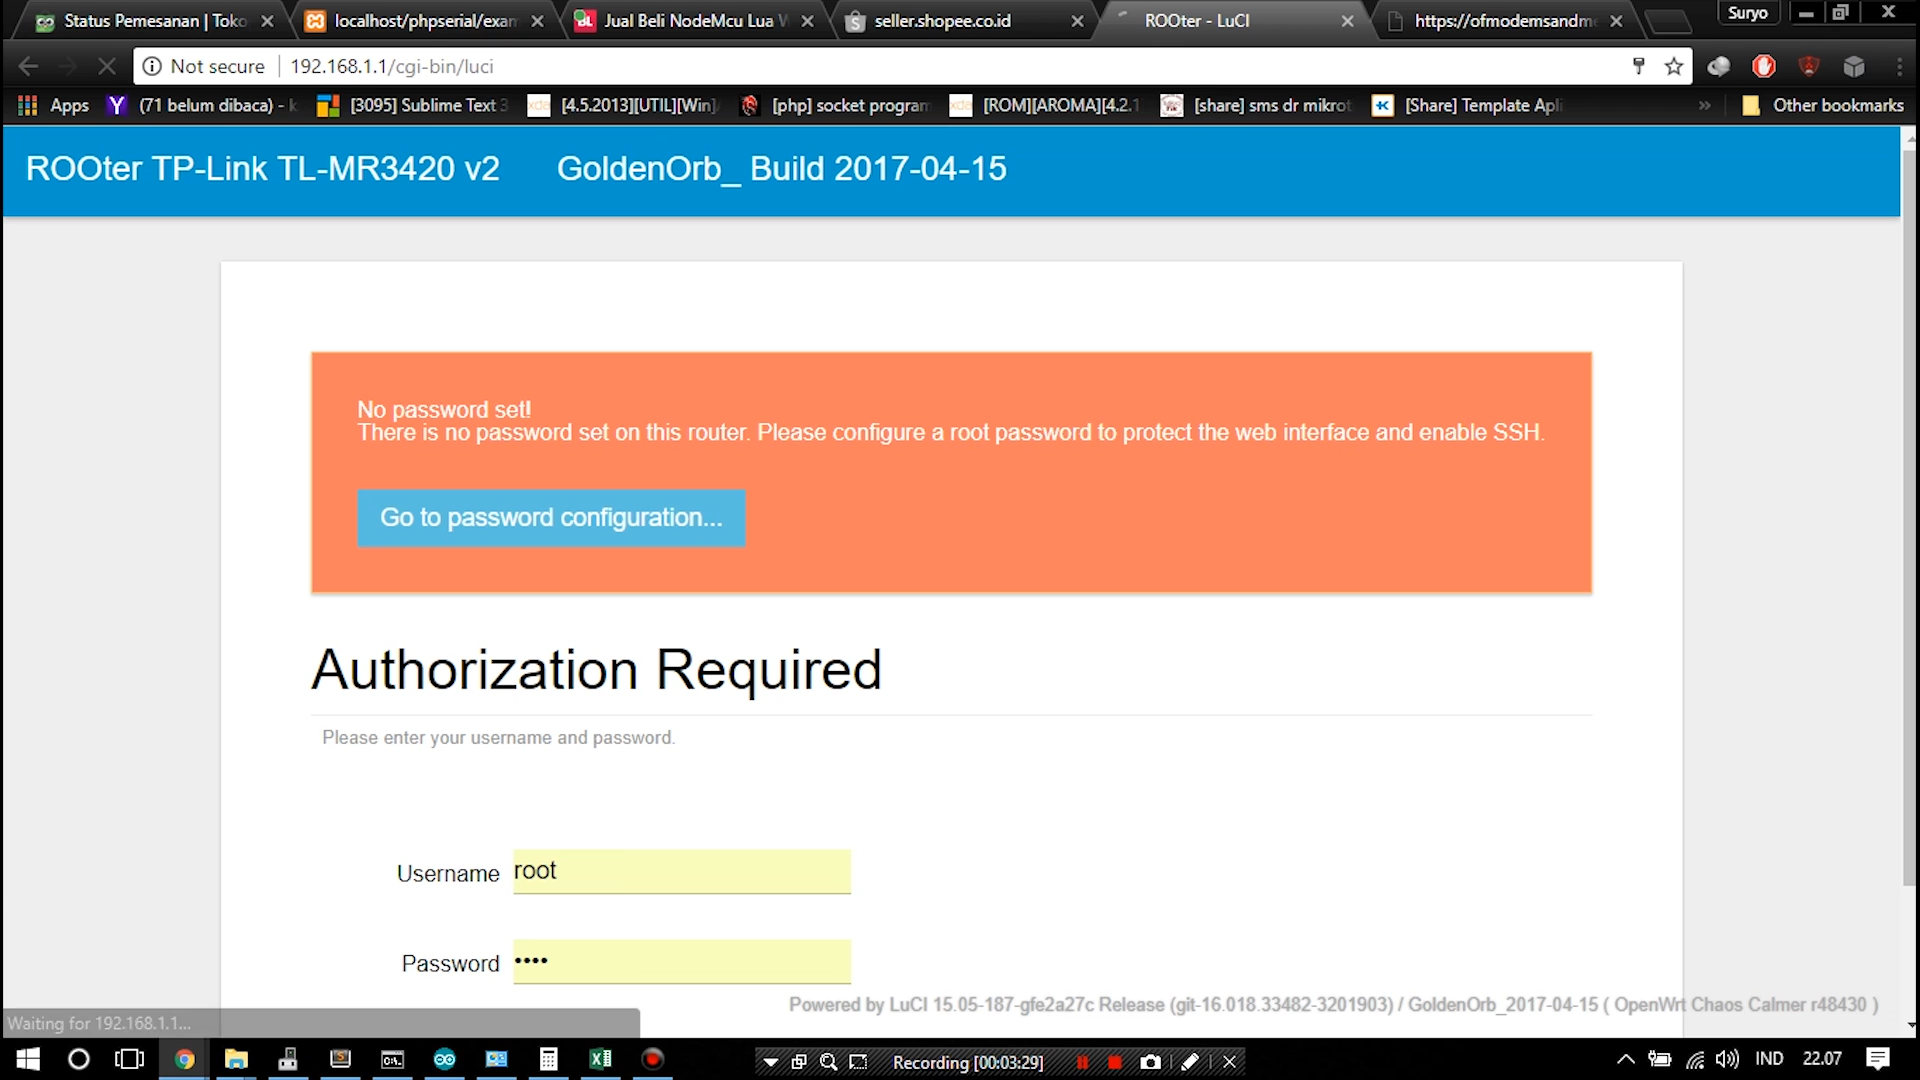 Status Pemesanan | Toko
localhost/phpserial/exam
Jual Beli NodeMcu Lua W
seller.shopee.co.id
ROOter - LuCI
https://ofmodemsandme
Suryo
Not secure
192.168.1.1/cgi-bin/luci
Apps
(71 belum dibaca) - k
[3095] Sublime Text 3
[4.5.2013][UTIL][Win]
[php] socket program
[ROM][AROMA][4.2.1
[share] sms dr mikrot
[Share] Template Apli
Other bookmarks
ROOter TP-Link TL-MR3420 v2
GoldenOrb_ Build 2017-04-15
No password set!
There is no password set on this router. Please configure a root password to protect the web interface and enable SSH.
Go to password configuration...
Authorization Required
Please enter your username and password.
Username root
Password ••••
Powered by LuCI 15.05-187-gfe2a27c Release (git-16.018.33482-3201903) / GoldenOrb_2017-04-15 ( OpenWrt Chaos Calmer r48430 )
Waiting for 192.168.1.1...
Recording [00:03:29]
IND
22.07